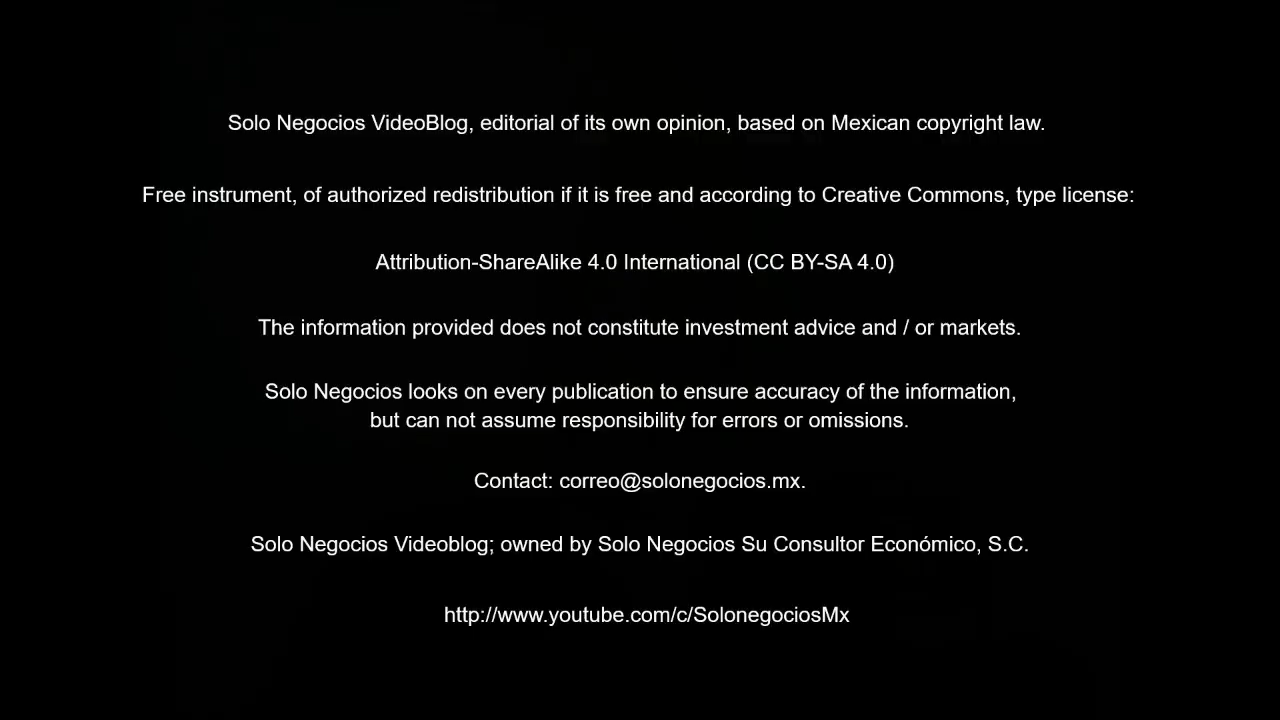 Solo Negocios VideoBlog, editorial of its own opinion, based on Mexican copyright law.
Free instrument, of authorized redistribution if it is free and according to Creative Commons, type license:
Attribution-ShareAlike 4.0 International (CC BY-SA 4.0)
The information provided does not constitute investment advice and / or markets.
Solo Negocios looks on every publication to ensure accuracy of the information,
but can not assume responsibility for errors or omissions.
Contact: correo@solonegocios.mx.
Solo Negocios Videoblog; owned by Solo Negocios Su Consultor Económico, S.C.
http://www.youtube.com/c/SolonegociosMx